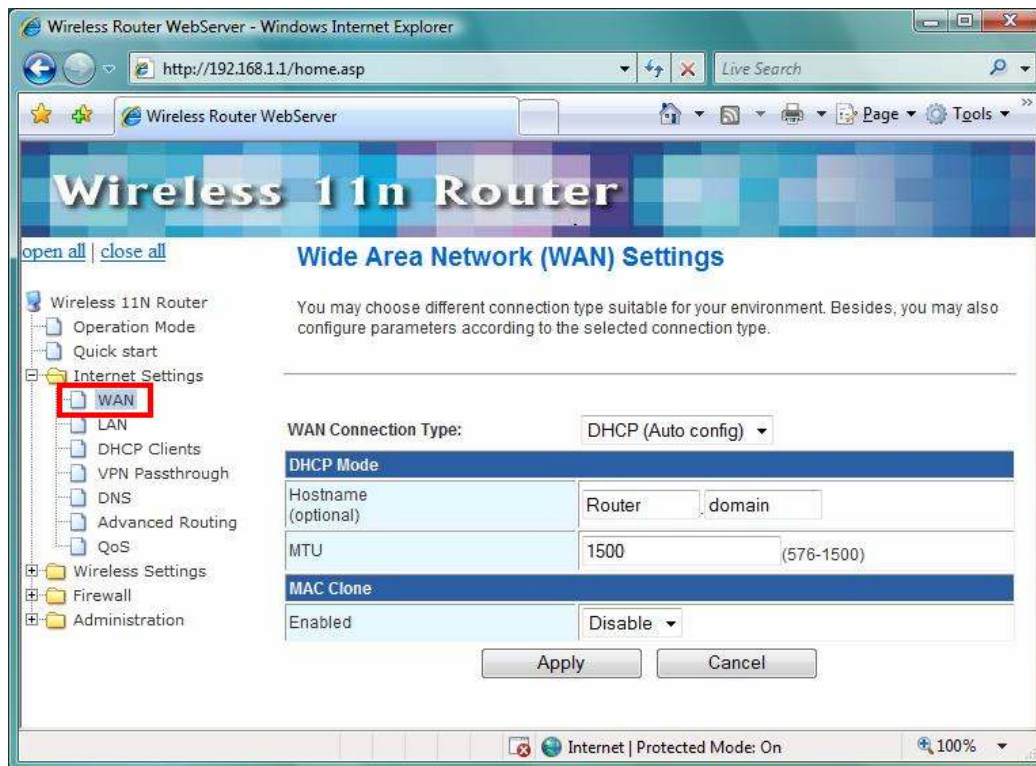 Wireless Router WebServer - Windows Internet Explorer
http://192.168.1.1/home.asp
Live Search
Wireless Router WebServer
Page
Tools
»
Wireless 11n Router
open all | close all
Wireless 11N Router
Operation Mode
Quick start
Internet Settings
WAN
LAN
DHCP Clients
VPN Passthrough
DNS
Advanced Routing
QoS
Wireless Settings
Firewall
Administration
Wide Area Network (WAN) Settings
You may choose different connection type suitable for your environment. Besides, you may also
configure parameters according to the selected connection type.
WAN Connection Type: DHCP (Auto config)
DHCP Mode
Hostname
(optional)
Router . domain
MTU 1500 (576-1500)
MAC Clone
Enabled Disable
Apply Cancel
Internet | Protected Mode: On 100%